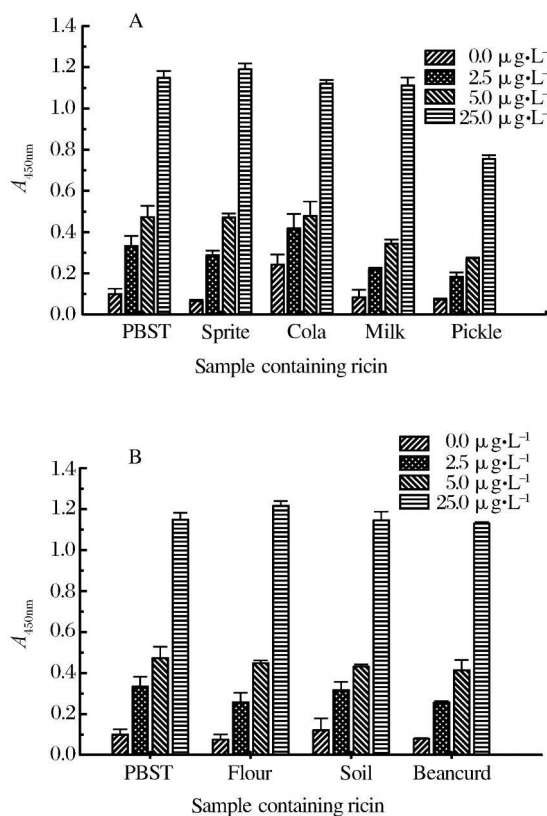 A
0.0 μg•L⁻
2.5 μg•L⁻
5.0 μg•L⁻
25.0 μg•L⁻
1.4
1.2
1.0
0.8
0.6
0.4
0.2
0.0
A450nm
PBST Sprite Cola Milk Pickle
Sample containing ricin
B
0.0 μg•L⁻¹
2.5 μg•L⁻¹
5.0 μg•L⁻¹
25.0 μg•L⁻¹
1.4
1.2
1.0
0.8
0.6
0.4
0.2
0.0
A450nm
PBST Flour Soil Beancurd
Sample containing ricin